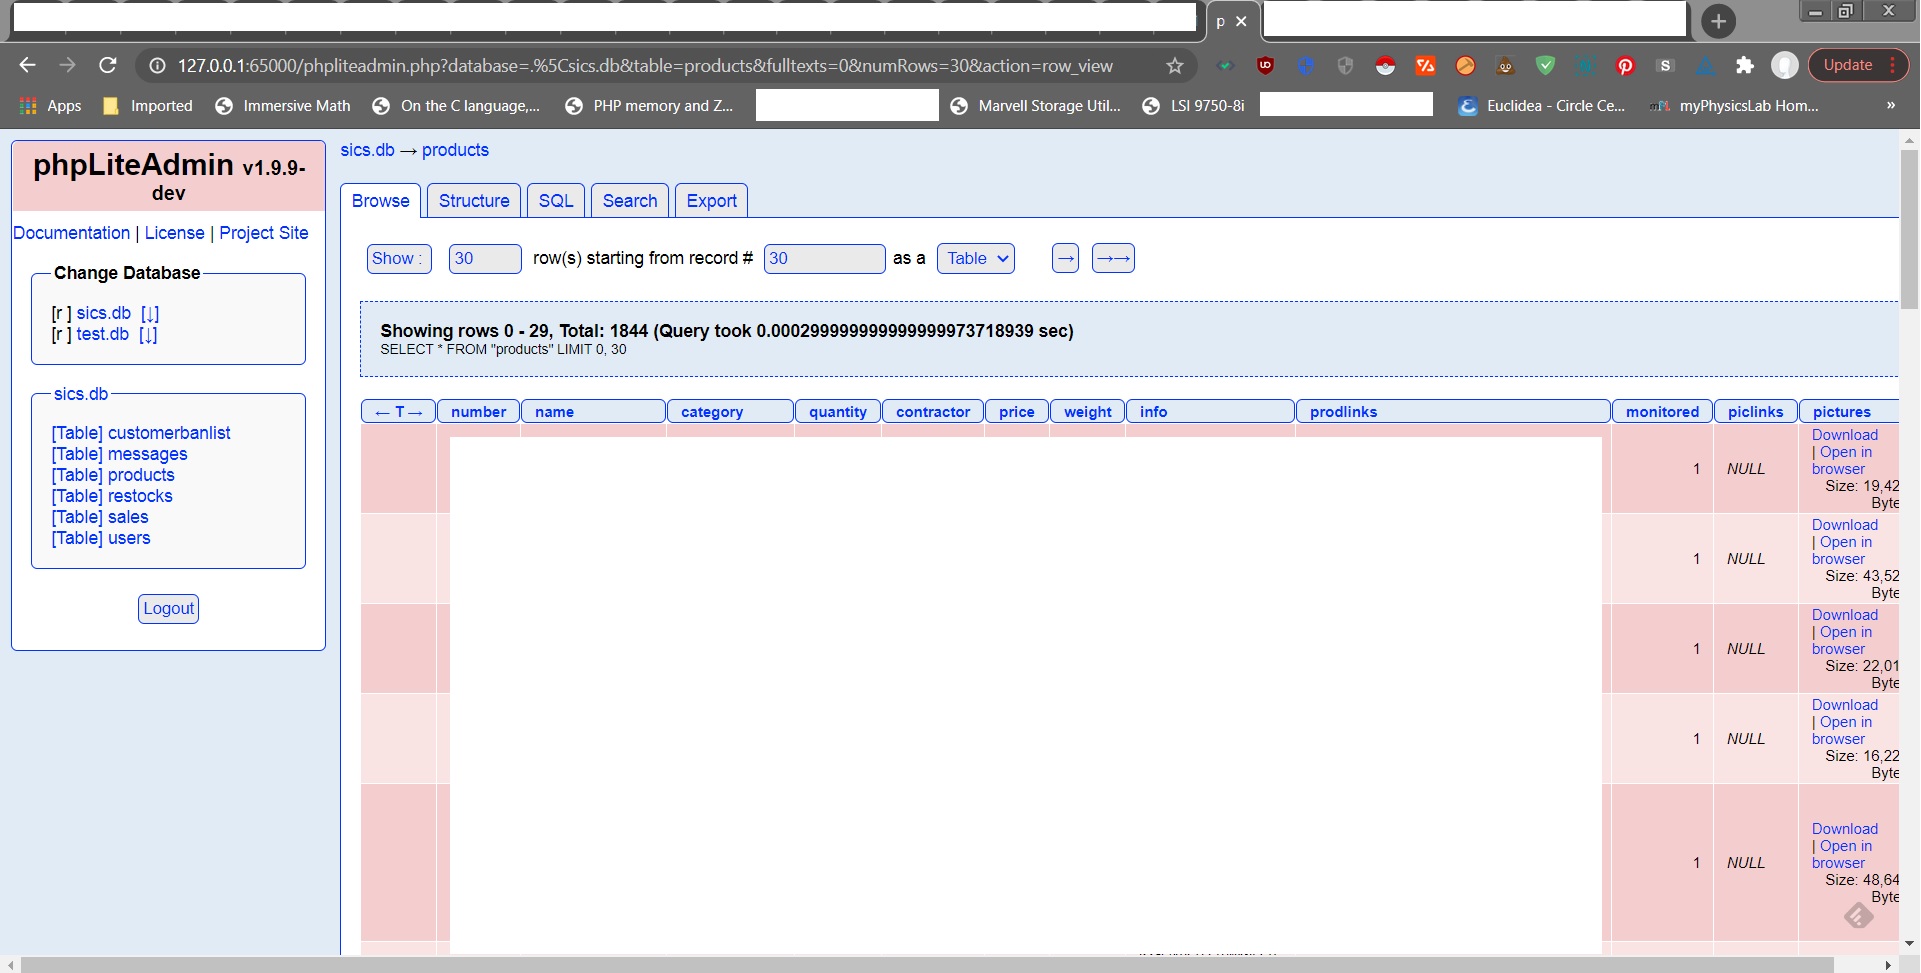 p
127.0.0.1:65000/phpliteadmin.php?database=.%5Csics.db&table=products&fulltexts=0&numRows=30&action=row_view
Update
Apps
Imported
Immersive Math
On the C language,...
PHP memory and Z...
Marvell Storage Util...
LSI 9750-8i
Euclidea - Circle Ce...
myPhysicsLab Hom...
»
phpLiteAdmin v1.9.9-
dev
Documentation | License | Project Site
Change Database
[r ] sics.db [↓]
[r ] test.db [↓]
sics.db
[Table] customerbanlist
[Table] messages
[Table] products
[Table] restocks
[Table] sales
[Table] users
Logout
sics.db → products
Browse
Structure
SQL
Search
Export
Show : 30 row(s) starting from record # 30 as a Table → →→
Showing rows 0 - 29, Total: 1844 (Query took 0.00029999999999999997371893 9 sec)
SELECT * FROM "products" LIMIT 0, 30
← T → number name category quantity contractor price weight info prodlinks monitored piclinks pictures
1 NULL
Download
| Open in
browser
Size: 19,42
Byte
1 NULL
Download
| Open in
browser
Size: 43,52
Byte
1 NULL
Download
| Open in
browser
Size: 22,01
Byte
1 NULL
Download
| Open in
browser
Size: 16,22
Byte
1 NULL
Download
| Open in
browser
Size: 48,64
Byte